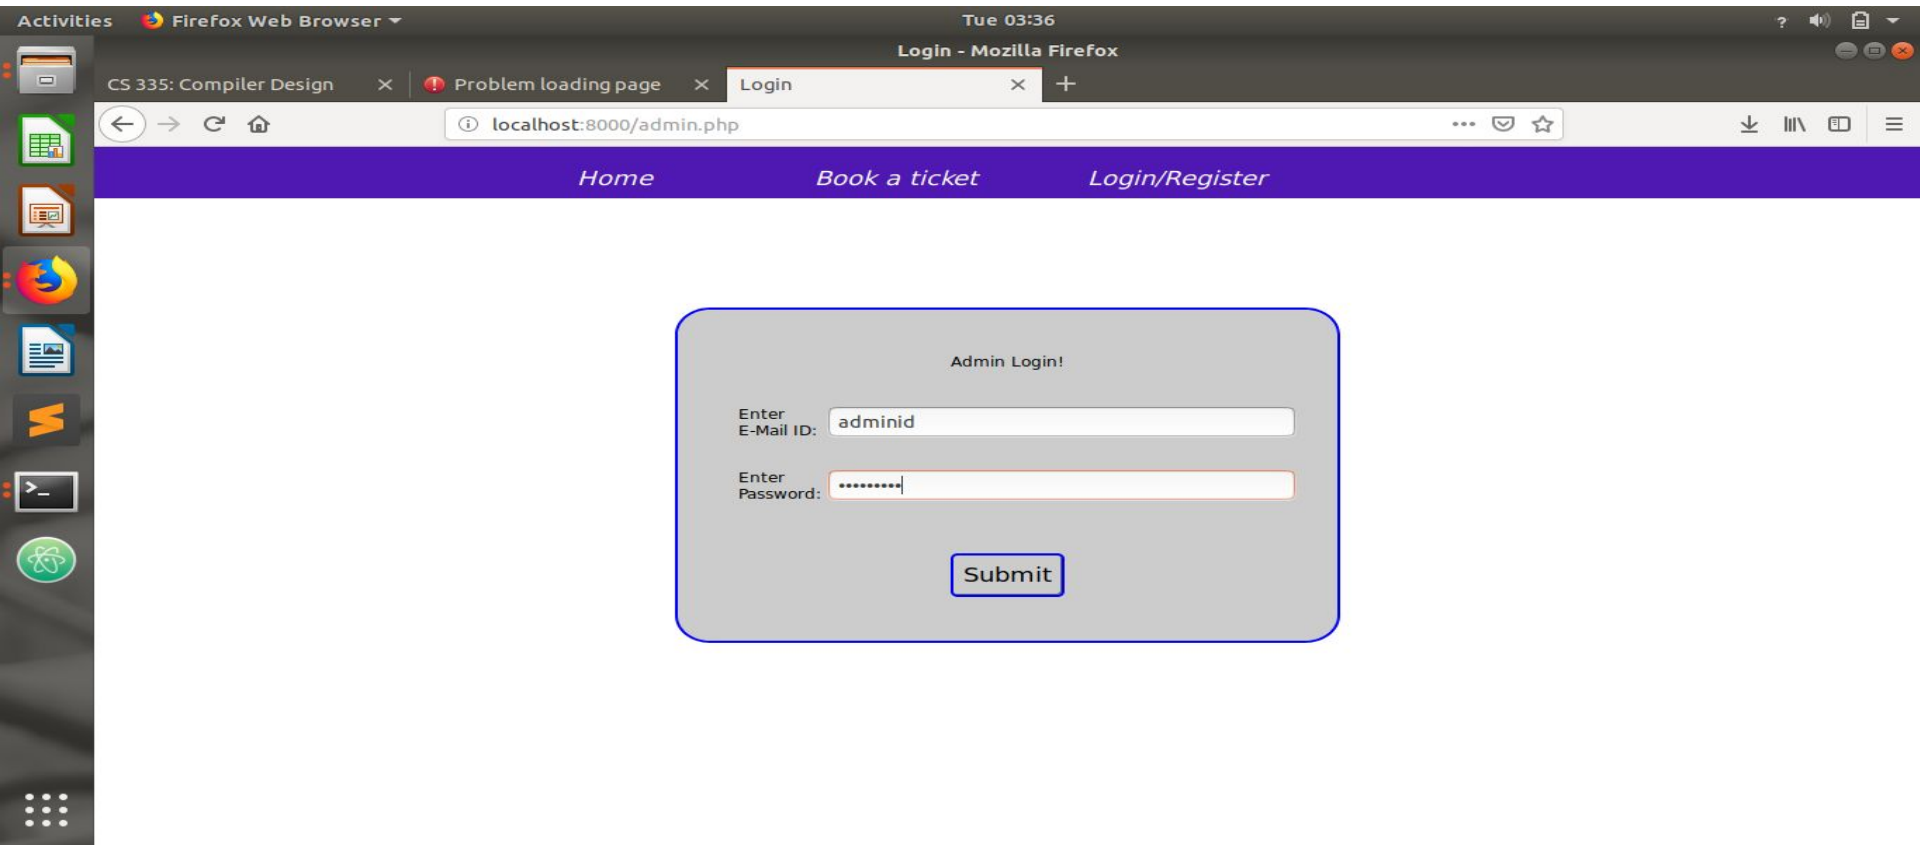 Activities Firefox Web Browser Tue 03:36
Login - Mozilla Firefox
CS 335: Compiler Design Problem loading page Login
localhost:8000/admin.php
Home Book a ticket Login/Register
Admin Login!
Enter
E-Mail ID: adminid
Enter
Password: •••••••••
Submit